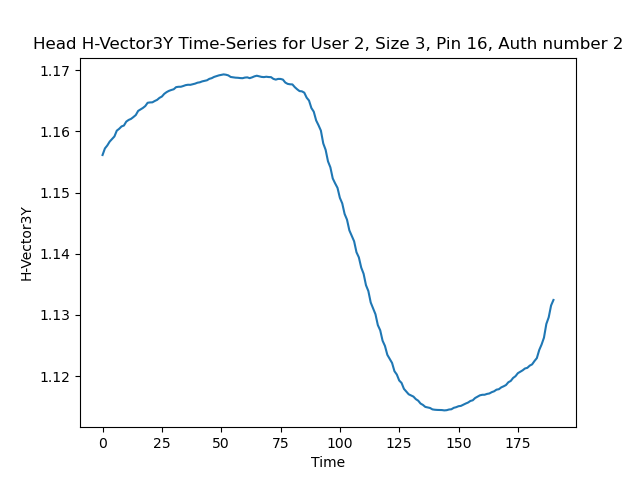 Head H-Vector3Y Time-Series for User 2, Size 3, Pin 16, Auth number 2
1.17
1.16
1.15
1.14
1.13
1.12
H-Vector3Y
0 25 50 75 100 125 150 175
Time